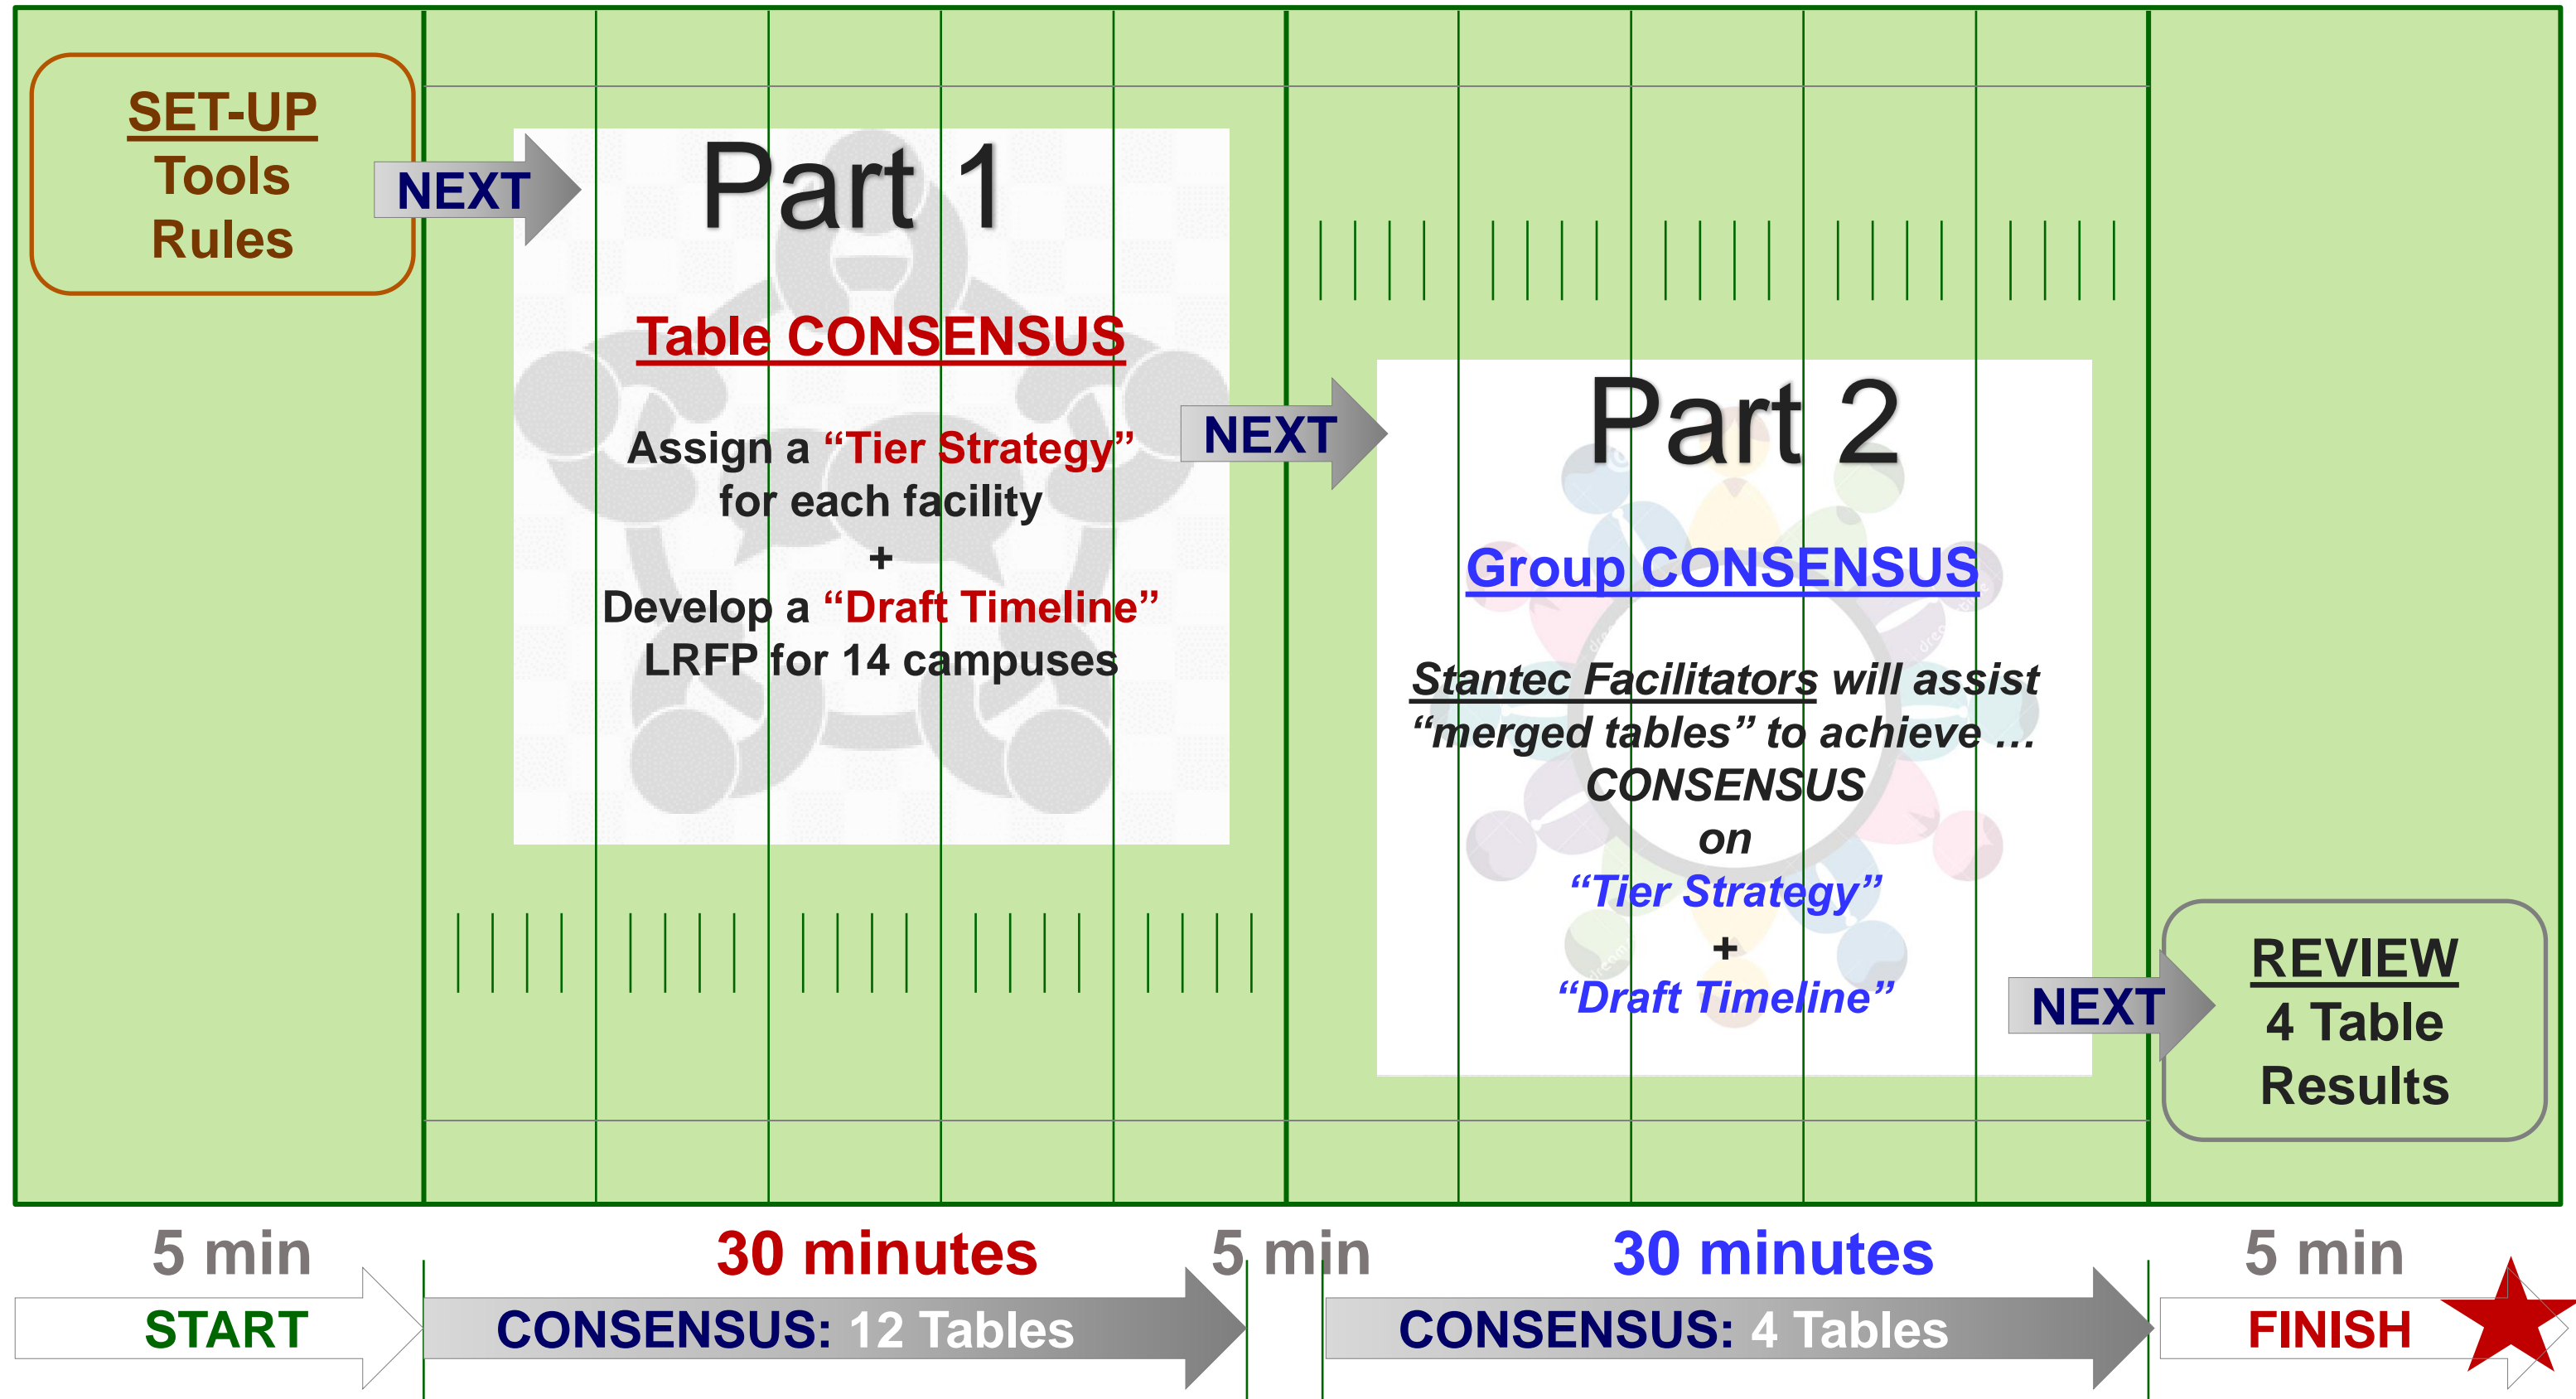 SET-UP
Tools
Rules
NEXT
Part 1
Table CONSENSUS
Assign a “Tier Strategy”
for each facility
+
Develop a “Draft Timeline”
LRFP for 14 campuses
NEXT
Part 2
Group CONSENSUS
Stantec Facilitators will assist
“merged tables” to achieve …
CONSENSUS
on
“Tier Strategy”
+
“Draft Timeline”
NEXT
REVIEW
4 Table
Results
5 min
30 minutes
5 min
30 minutes
5 min
START
CONSENSUS: 12 Tables
CONSENSUS: 4 Tables
FINISH